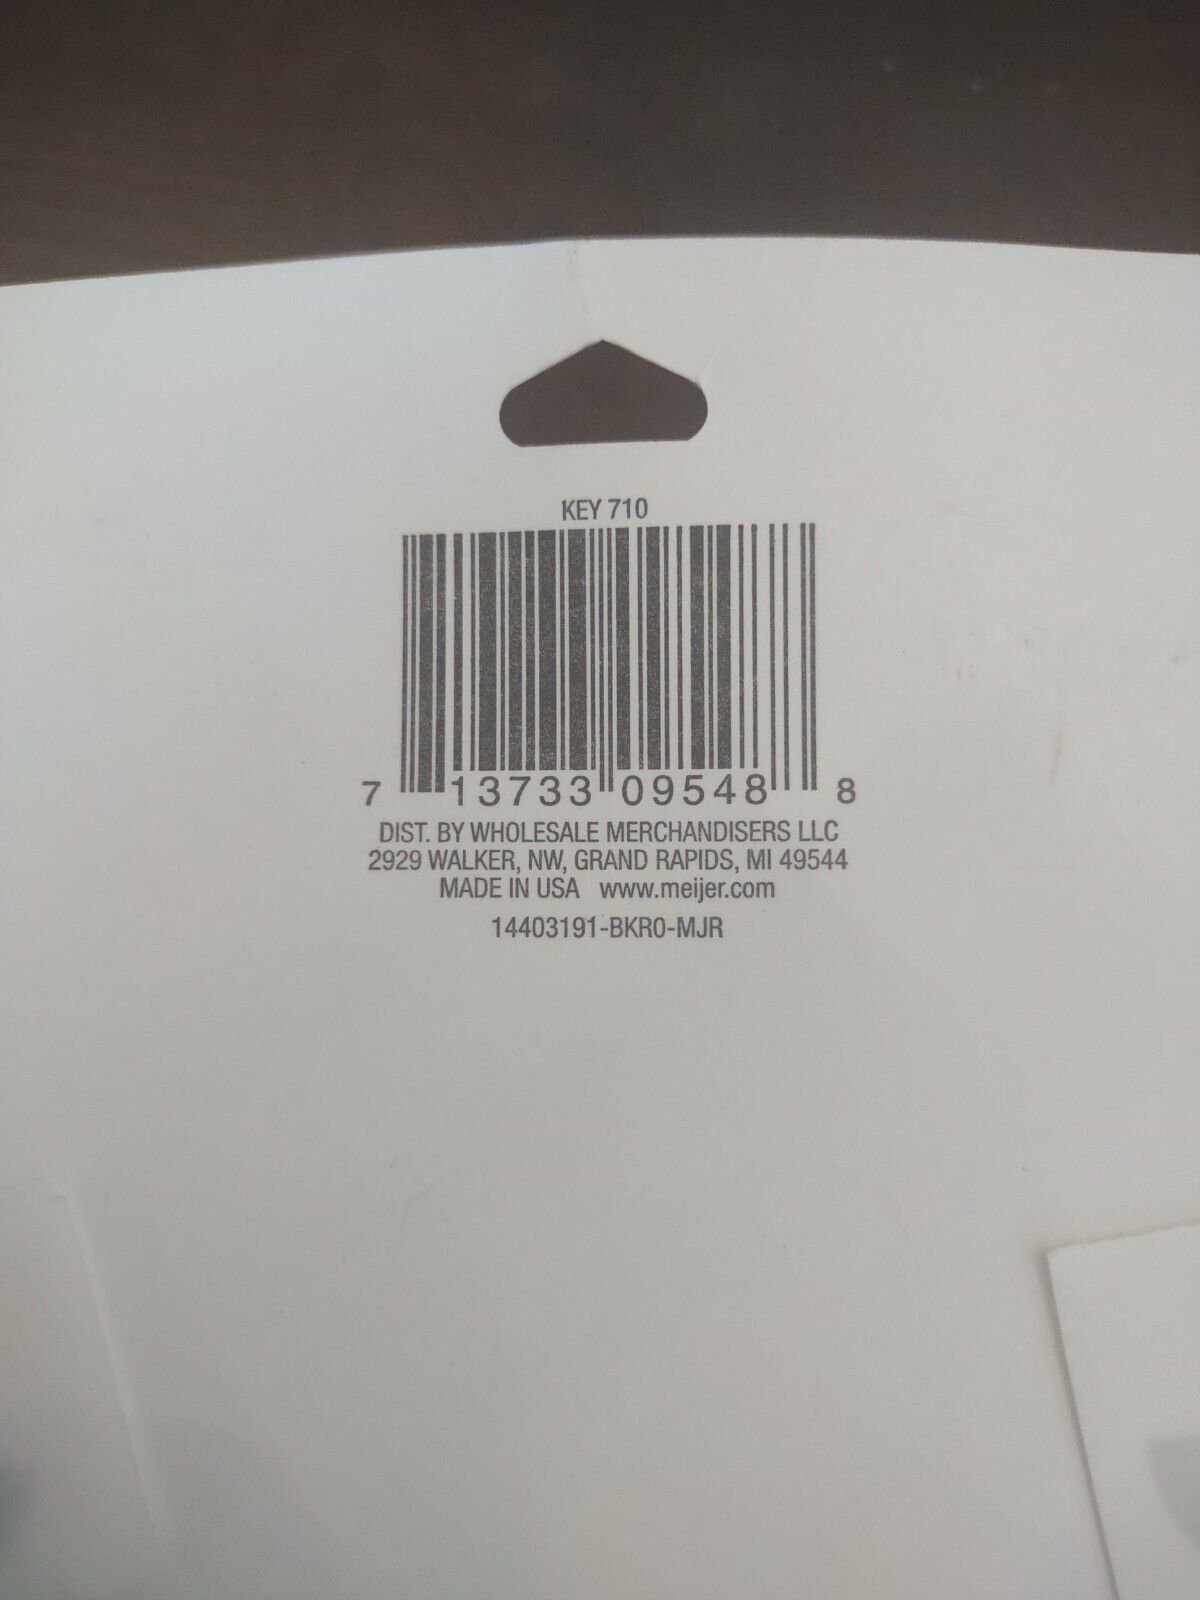 KEY 710
7 13733 09548 8
DIST. BY WHOLESALE MERCHANDISERS LLC
2929 WALKER, NW, GRAND RAPIDS, MI 49544
MADE IN USA www.meijer.com
14403191-BKR0-MJR